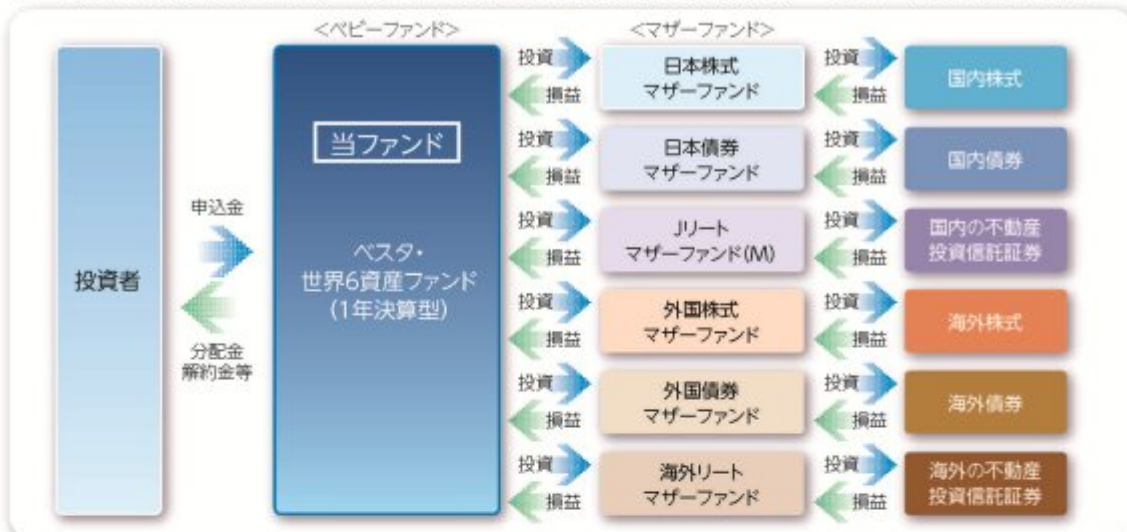 <ベビーファンド>
<マザーファンド>
投資者
申込金
分配金
解約金等
当ファンド
ベスタ・
世界6資産ファンド
(1年決算型)
投資
損益
日本株式
マザーファンド
投資
損益
国内株式
投資
損益
日本債券
マザーファンド
投資
損益
国内債券
投資
損益
Jリート
マザーファンド(M)
投資
損益
国内の不動産
投資信託証券
投資
損益
外国株式
マザーファンド
投資
損益
海外株式
投資
損益
外国債券
マザーファンド
投資
損益
海外債券
投資
損益
海外リート
マザーファンド
投資
損益
海外の不動産
投資信託証券